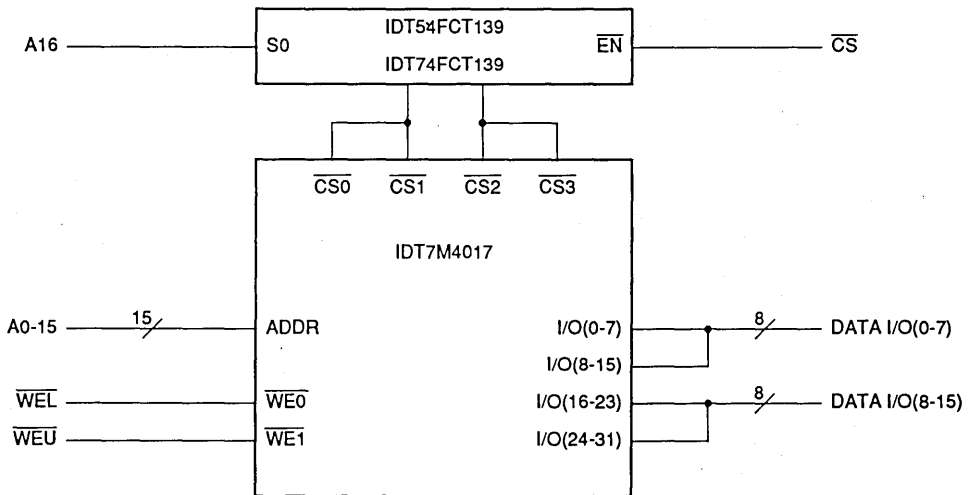 IDT54FCT139
A16 S0 EN CS
IDT74FCT139
CS0 CS1 CS2 CS3
IDT7M4017
A0-15 15 ADDR I/O(0-7) 8 DATA I/O(0-7)
I/O(8-15)
WEL WE0 I/O(16-23) 8 DATA I/O(8-15)
WEU WE1 I/O(24-31)